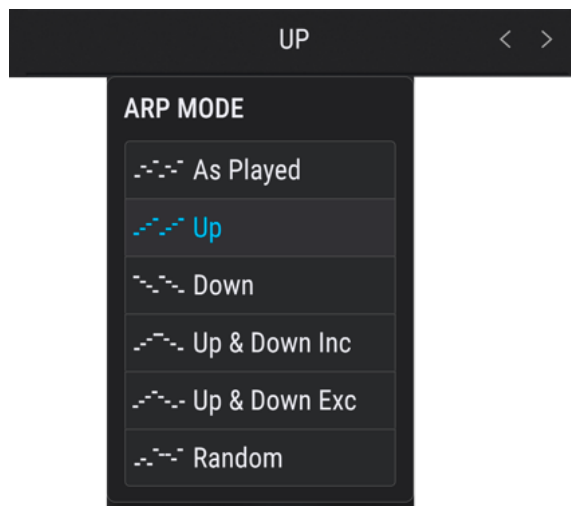 UP
ARP MODE
As Played
Up
Down
Up & Down Inc
Up & Down Exc
Random